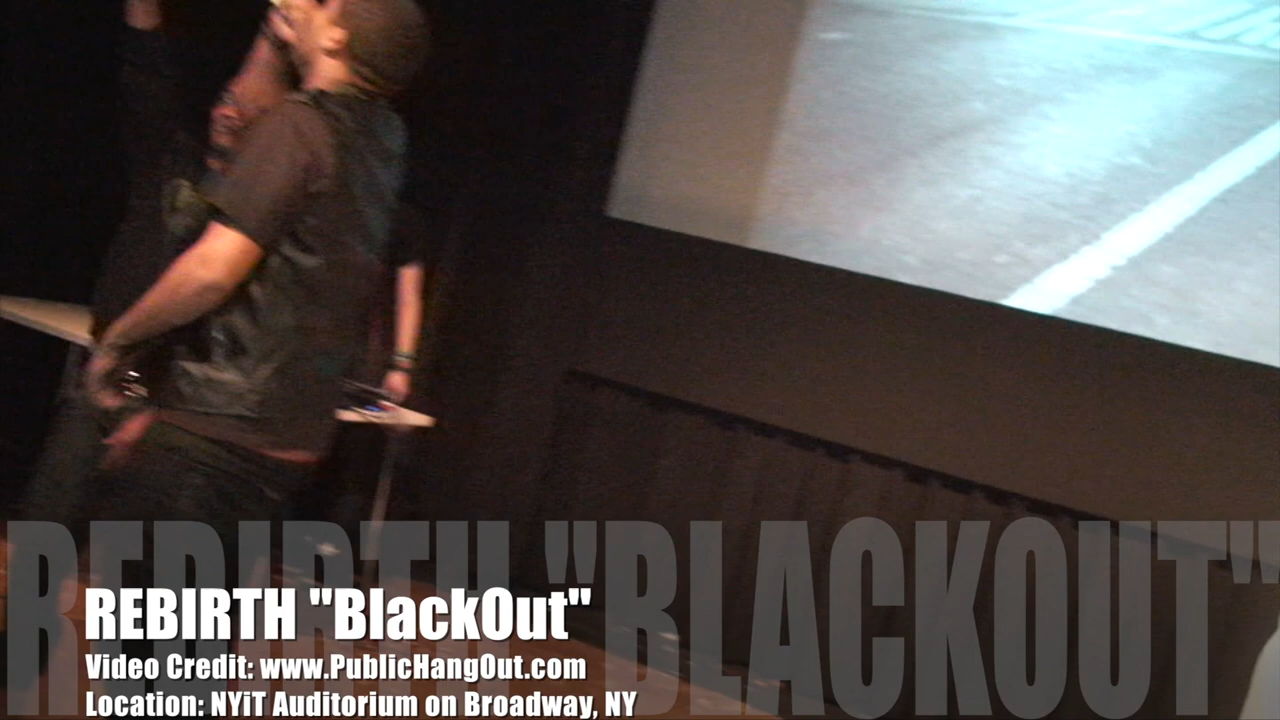 REBIRTH "BLACKOUT"
REBIRTH "BlackOut"
Video Credit: www.PublicHangOut.com
Location: NYiT Auditorium on Broadway, NY